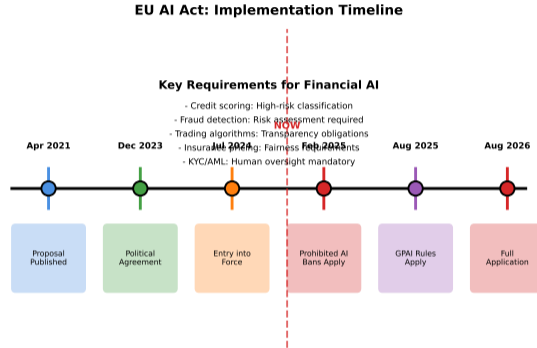 EU AI Act: Implementation Timeline
Key Requirements for Financial AI
- Credit scoring: High-risk classification
- Fraud detection: Risk assessment required
NOW
- Trading algorithms: Transparency obligations
Apr 2021
Dec 2023
Jul 2024
Feb 2025
Aug 2025
Aug 2026
- Insurance pricing: Fairness requirements
- KYC/AML: Human oversight mandatory
Proposal
Published
Political
Agreement
Entry into
Force
Prohibited AI
Bans Apply
GPAI Rules
Apply
Full
Application